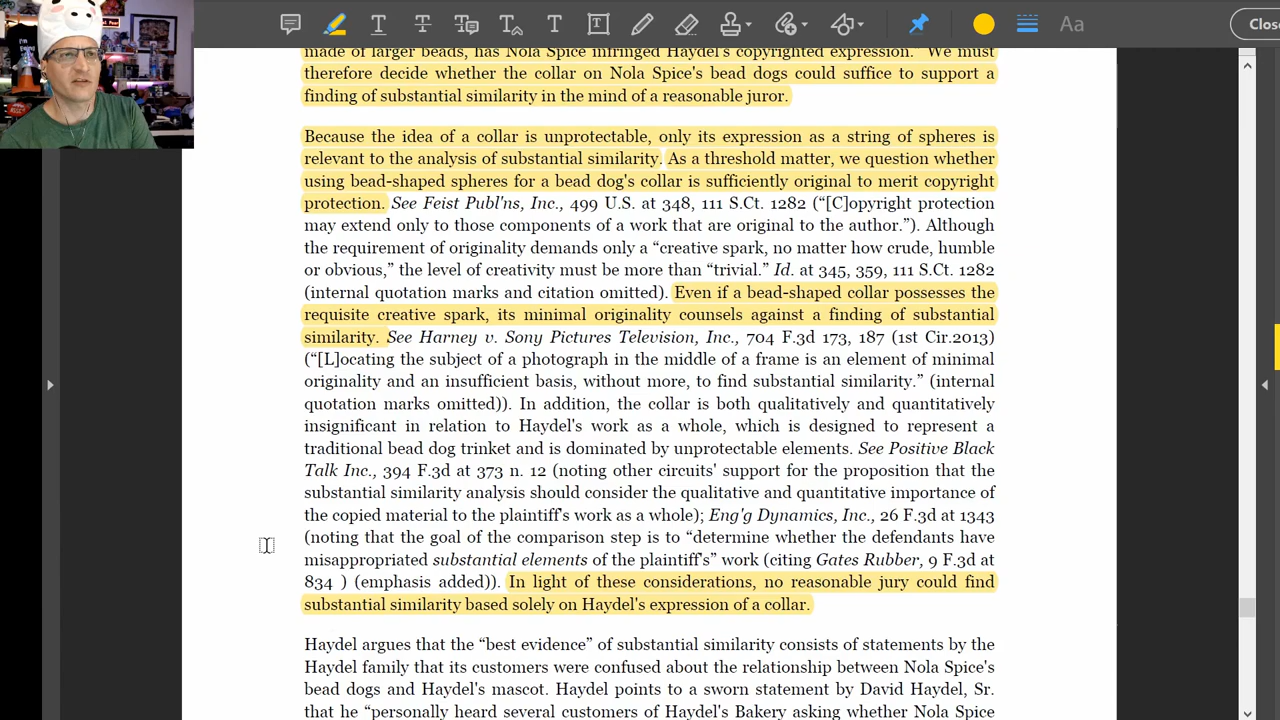 Clos
Aa
made of larger beads, has Nola Spice infringed Haydel's copyrighted expression." We must
therefore decide whether the collar on Nola Spice's bead dogs could suffice to support a
finding of substantial similarity in the mind of a reasonable juror.
Because the idea of a collar is unprotectable, only its expression as a string of spheres is
relevant to the analysis of substantial similarity. As a threshold matter, we question whether
using bead-shaped spheres for a bead dog's collar is sufficiently original to merit copyright
protection. See Feist Publ'ns, Inc., 499 U.S. at 348, 111 S.Ct. 1282 (“[C]opyright protection
may extend only to those components of a work that are original to the author.”). Although
the requirement of originality demands only a “creative spark, no matter how crude, humble
or obvious,” the level of creativity must be more than “trivial.” Id. at 345, 359, 111 S.Ct. 1282
(internal quotation marks and citation omitted). Even if a bead-shaped collar possesses the
requisite creative spark, its minimal originality counsels against a finding of substantial
similarity. See Harney v. Sony Pictures Television, Inc., 704 F.3d 173, 187 (1st Cir.2013)
(“[L]ocating the subject of a photograph in the middle of a frame is an element of minimal
originality and an insufficient basis, without more, to find substantial similarity.” (internal
quotation marks omitted)). In addition, the collar is both qualitatively and quantitatively
insignificant in relation to Haydel's work as a whole, which is designed to represent a
traditional bead dog trinket and is dominated by unprotectable elements. See Positive Black
Talk Inc., 394 F.3d at 373 n. 12 (noting other circuits' support for the proposition that the
substantial similarity analysis should consider the qualitative and quantitative importance of
the copied material to the plaintiff's work as a whole); Eng'g Dynamics, Inc., 26 F.3d at 1343
(noting that the goal of the comparison step is to “determine whether the defendants have
misappropriated substantial elements of the plaintiff's” work (citing Gates Rubber, 9 F.3d at
834 ) (emphasis added)). In light of these considerations, no reasonable jury could find
substantial similarity based solely on Haydel's expression of a collar.
Haydel argues that the “best evidence” of substantial similarity consists of statements by the
Haydel family that its customers were confused about the relationship between Nola Spice's
bead dogs and Haydel's mascot. Haydel points to a sworn statement by David Haydel, Sr.
that he “personally heard several customers of Haydel's Bakery asking whether Nola Spice